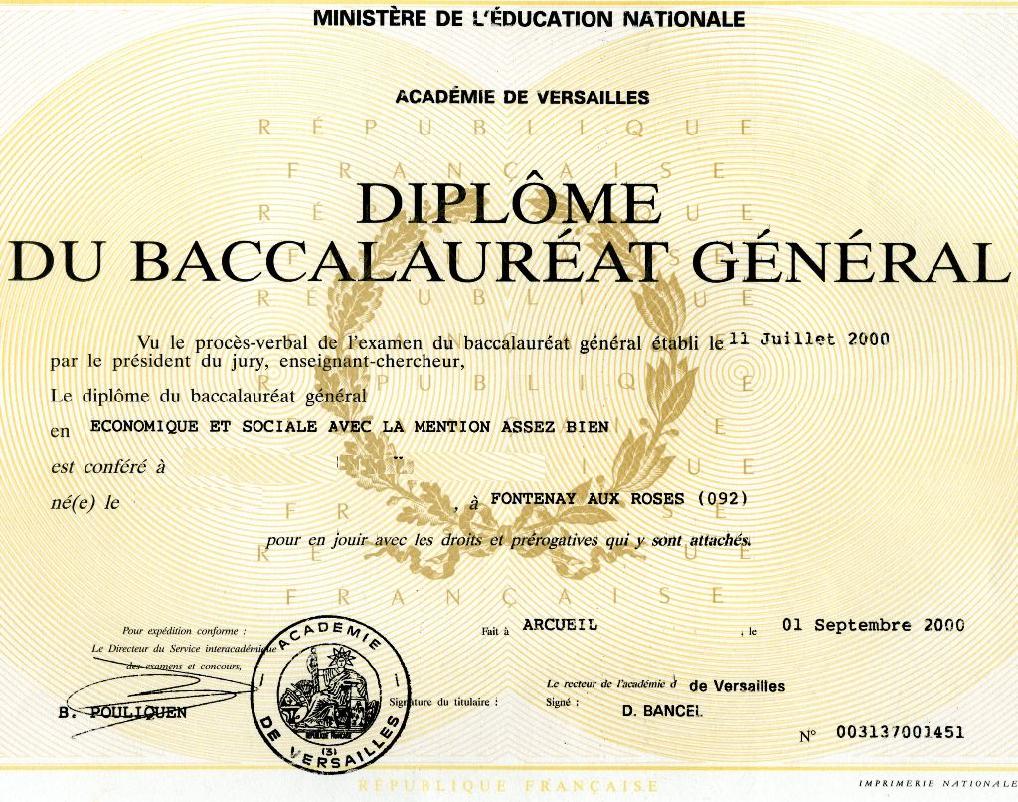 MINISTÈRE DE L'ÉDUCATION NATIONALE
ACADÉMIE DE VERSAILLES
RÉPUBLIQUE
FRANÇAISE
DIPLÔME
DU BACCALAURÉAT GÉNÉRAL
Vu le procès-verbal de l'examen du baccalauréat général établi le 11 Juillet 2000
par le président du jury, enseignant-chercheur,
Le diplôme du baccalauréat général
en ECONOMIQUE ET SOCIALE AVEC LA MENTION ASSEZ BIEN
est conféré à
né(e) le , à FONTENAY AUX ROSES (092)
pour en jouir avec les droits et prérogatives qui y sont attachés.
FRANÇAISE
Pour expédition conforme :
Le Directeur du Service interacadémique
des examens et concours,
B. POULIQUEN
ACADEMIE
DE VERSAILLES
(3)
Fait à ARCUEIL , le 01 Septembre 2000
Signature du titulaire :
Le recteur de l'académie d de Versailles
Signé :
D. BANCEL
N° 003137001451
RÉPUBLIQUE FRANÇAISE
IMPRIMERIE NATIONALE